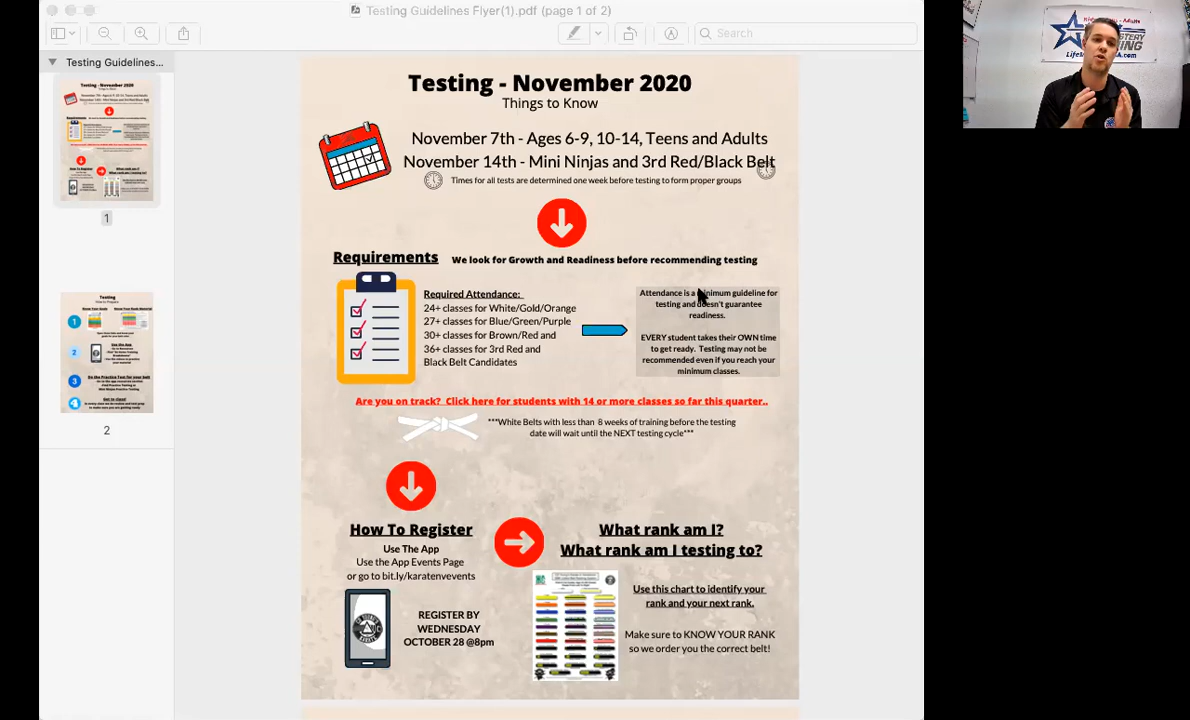 Testing Guidelines Flyer(1).pdf (page 1 of 2)
Search
Testing Guidelines...
1
2
Testing - November 2020
Things to Know
November 7th - Ages 6-9, 10-14, Teens and Adults
November 14th - Mini Ninjas and 3rd Red/Black Belt
Times for all tests are determined one week before testing to form proper groups
Requirements
We look for Growth and Readiness before recommending testing
Required Attendance:
24+ classes for White/Gold/Orange
27+ classes for Blue/Green/Purple
30+ classes for Brown/Red and
36+ classes for 3rd Red and
Black Belt Candidates
Attendance is a minimum guideline for
testing and doesn't guarantee
readiness.
EVERY student takes their OWN time
to get ready. Testing may not be
recommended even if you reach your
minimum classes.
Are you on track? Click here for students with 14 or more classes so far this quarter..
***White Belts with less than 8 weeks of training before the testing
date will wait until the NEXT testing cycle***
How To Register
Use The App
Use the App Events Page
or go to bit.ly/karatenvevents
REGISTER BY
WEDNESDAY
OCTOBER 28 @8pm
What rank am I?
What rank am I testing to?
Use this chart to identify your
rank and your next rank.
Make sure to KNOW YOUR RANK
so we order you the correct belt!